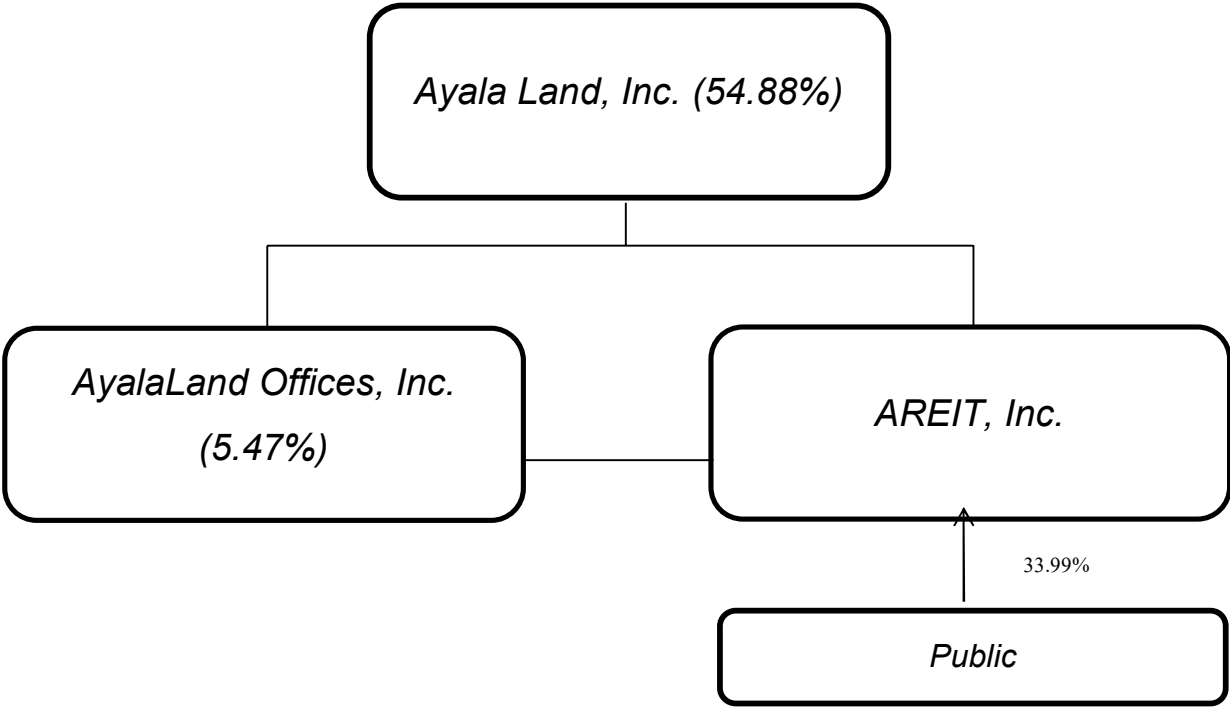 Ayala Land, Inc. (54.88%)
AyalaLand Offices, Inc.
(5.47%)
AREIT, Inc.
33.99%
Public